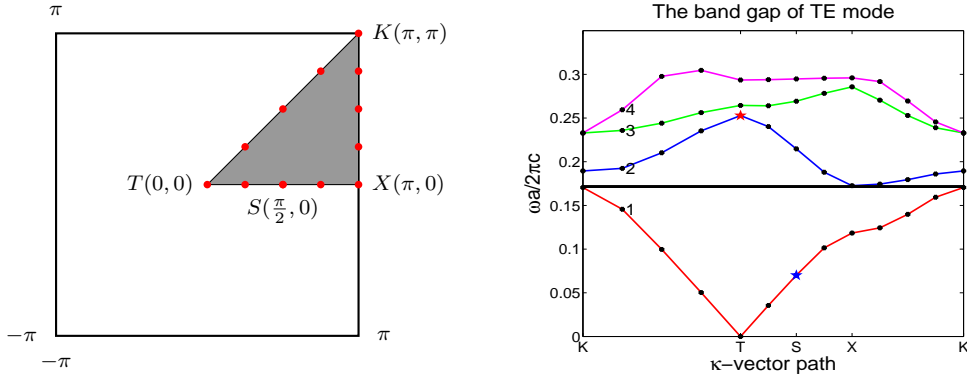 π
K(π, π)
T(0, 0)
X(π, 0)
S(π/2, 0)
−π
π
−π
The band gap of TE mode
ωa/2πc
0.3
0.25
0.2
0.15
0.1
0.05
0
4
3
2
1
K
T
S
X
K
κ−vector path